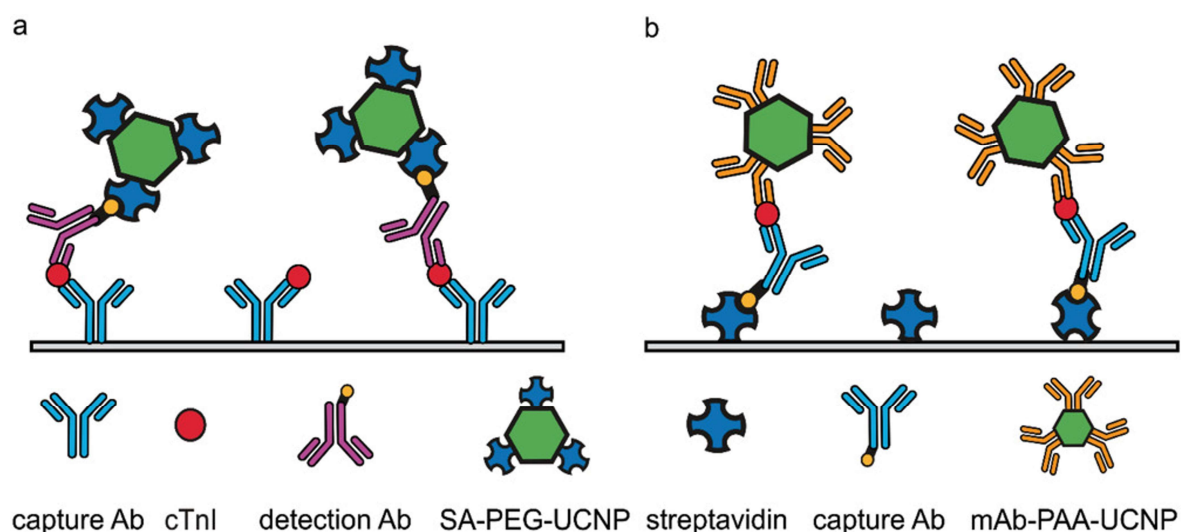 a
b
capture Ab cTnI detection Ab SA-PEG-UCNP streptavidin capture Ab mAb-PAA-UCNP